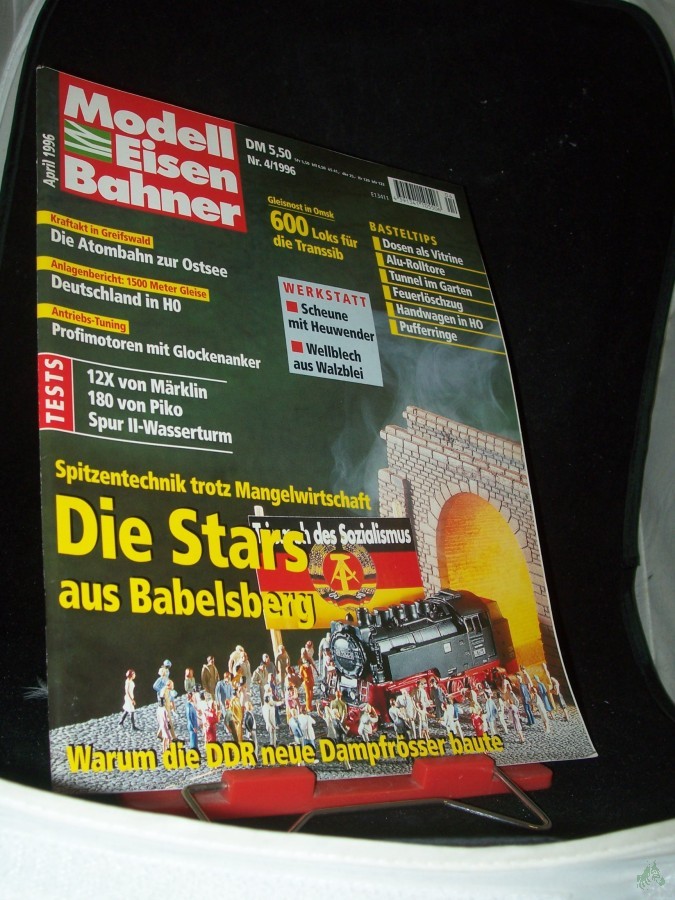 Modell
Eisen
Bahner
April 1996
DM 5,50
Nr. 4/1996
Kraftakt in Greifswald
Die Atombahn zur Ostsee
Anlagenbericht: 1500 Meter Gleise
Deutschland in H0
Antriebs-Tuning
Profimotoren mit Glockenanker
TESTS
12X von Märklin
180 von Piko
Spur II-Wasserturm
Gleisnost in Omsk
600 Loks für
die Transsib
WERKSTATT
Scheune
mit Heuwender
Wellblech
aus Walzblei
E13411
BASTELTIPS
Dosen als Vitrine
Alu-Rolltore
Tunnel im Garten
Feuerlöschzug
Handwagen in H0
Pufferringe
Spitzentechnik trotz Mangelwirtschaft
Die Stars
aus Babelsberg
des Sozialismus
Warum die DDR neue Dampfrösser baute